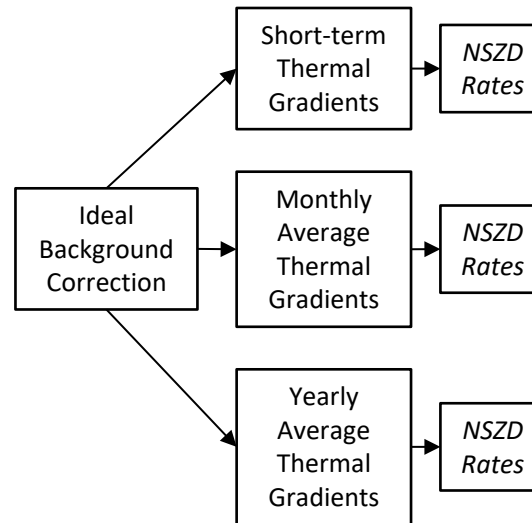 Short-term
Thermal
Gradients
NSZD
Rates
Ideal
Background
Correction
Monthly
Average
Thermal
Gradients
NSZD
Rates
Yearly
Average
Thermal
Gradients
NSZD
Rates